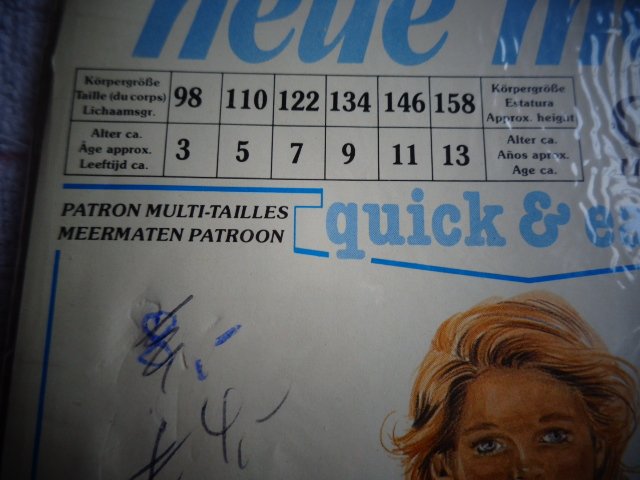 neue m
Körpergröße
Taille (du corps)
Lichaamsgr.
98 110 122 134 146 158
Körpergröße
Estatura
Approx. heigut
Alter ca.
Âge approx.
Leeftijd ca.
3 5 7 9 11 13
Alter ca.
Años aprox.
Age ca.
PATRON MULTI-TAILLES
MEERMATEN PATROON
quick & e
4,-